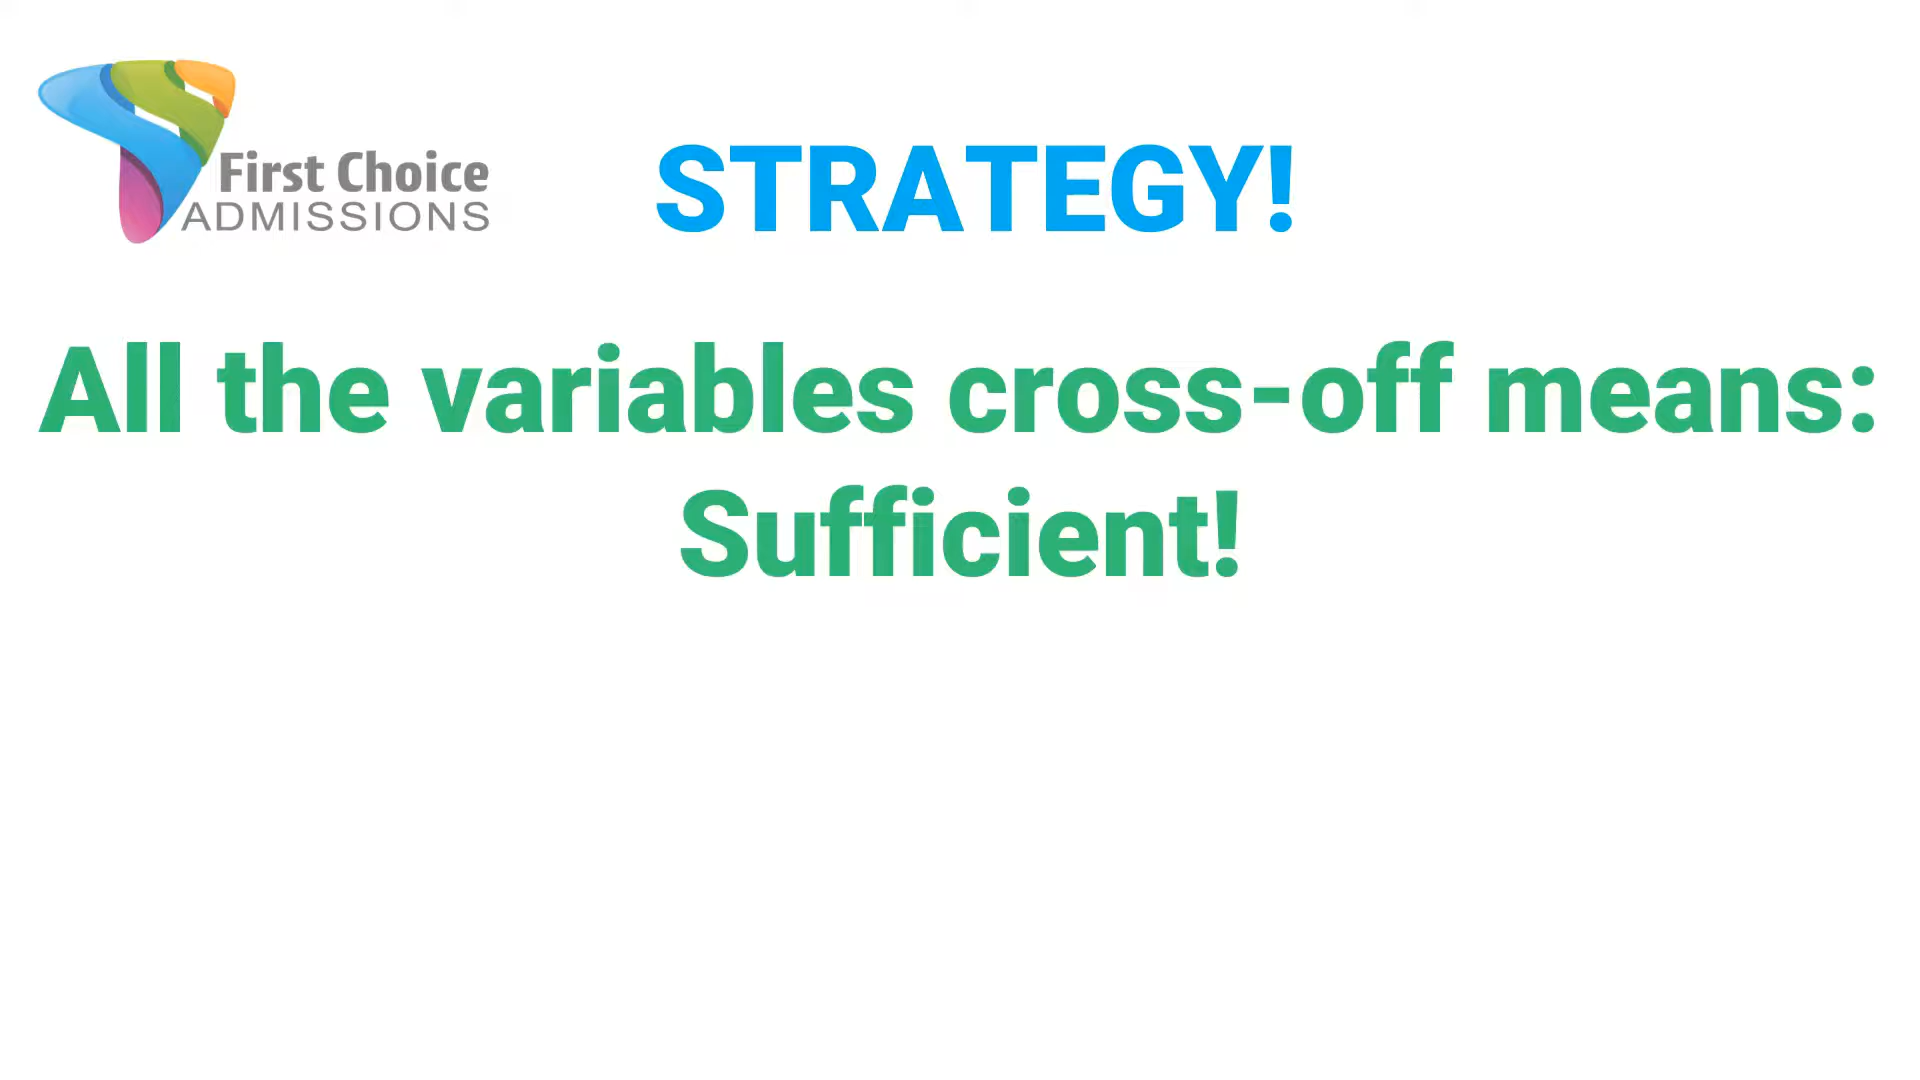 First Choice
ADMISSIONS
STRATEGY!
All the variables cross-off means:
Sufficient!